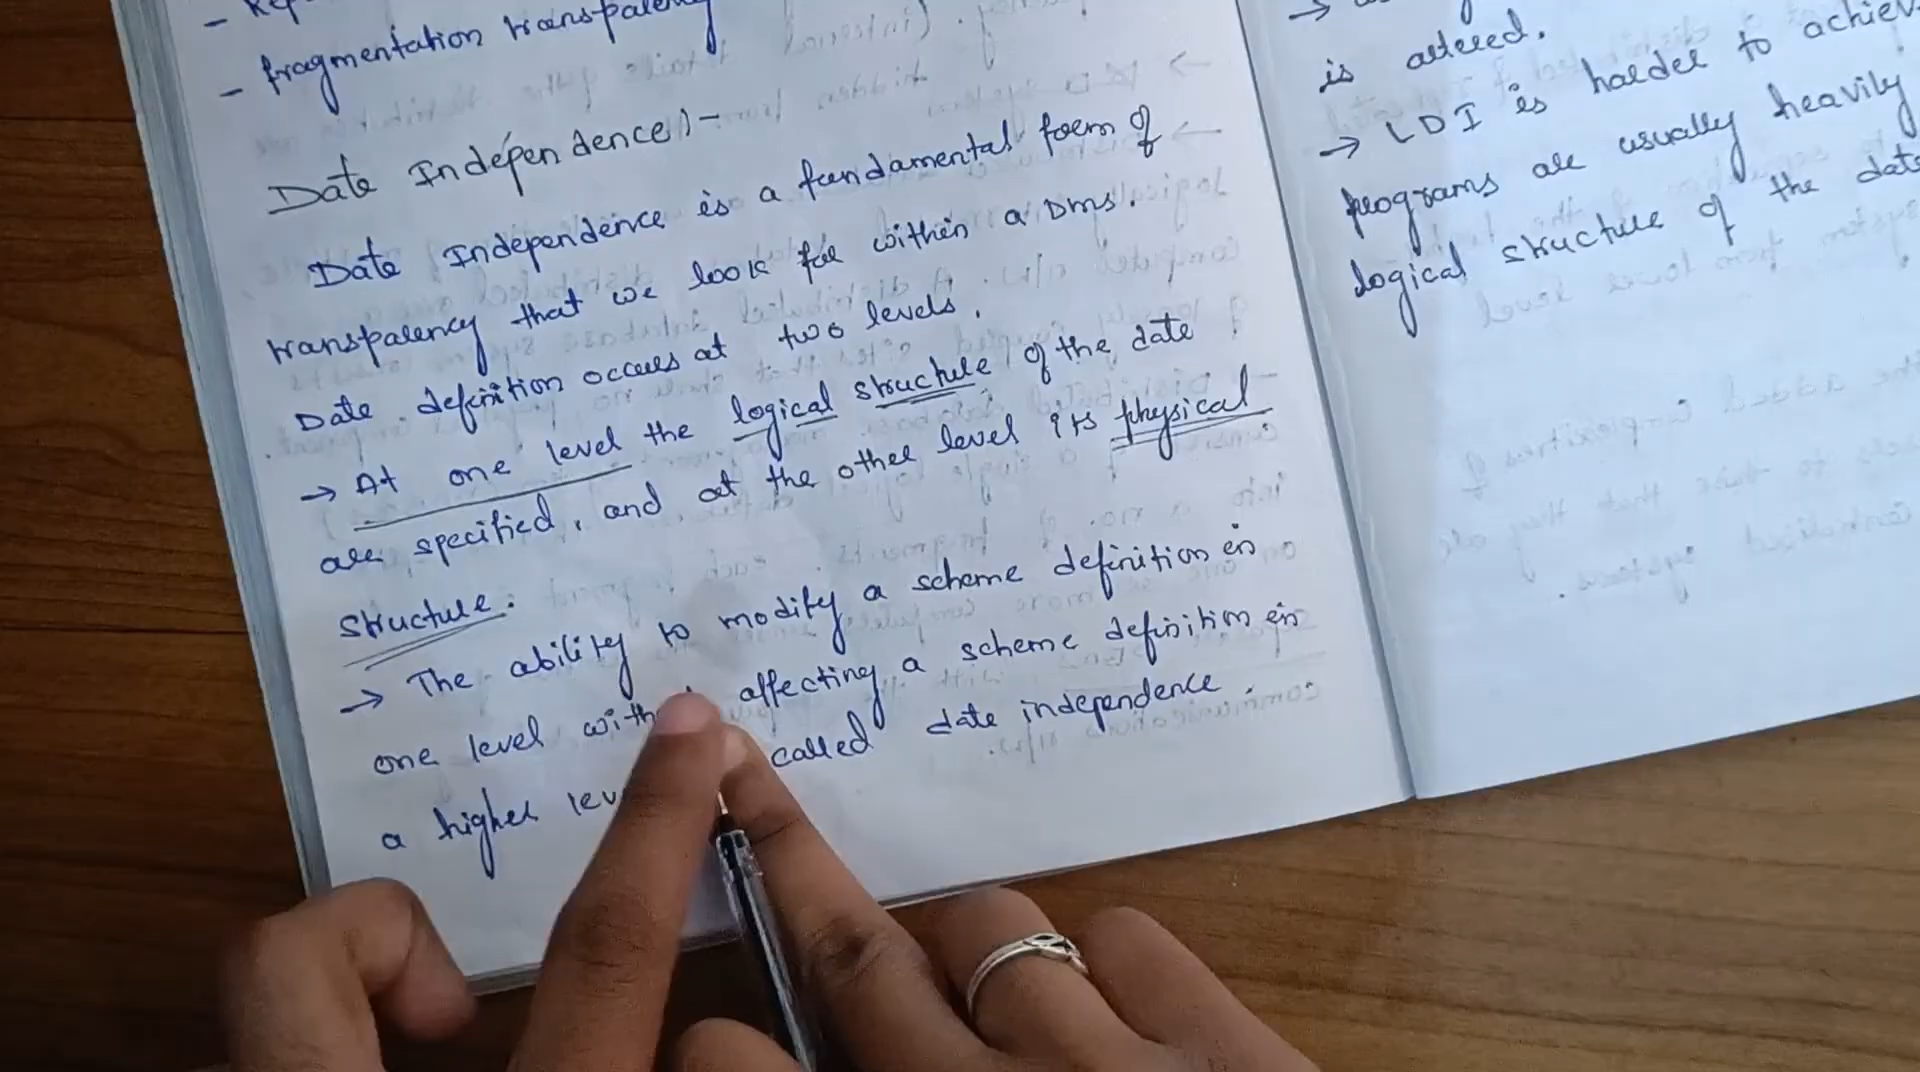 - fragmentation transparency
Data Independence:-
Data Independence is a fundamental form of
transparency that we look for within a DMS.
Data definition occurs at two levels.
→ At one level the logical structure of the data
are specified, and at the other level its physical
structure.
→ The ability to modify a scheme definition in
one level affecting a scheme definition in
a higher called data independence.
is altered.
→ LDI is harder to achieve
programs are usually heavily
logical structure of the data